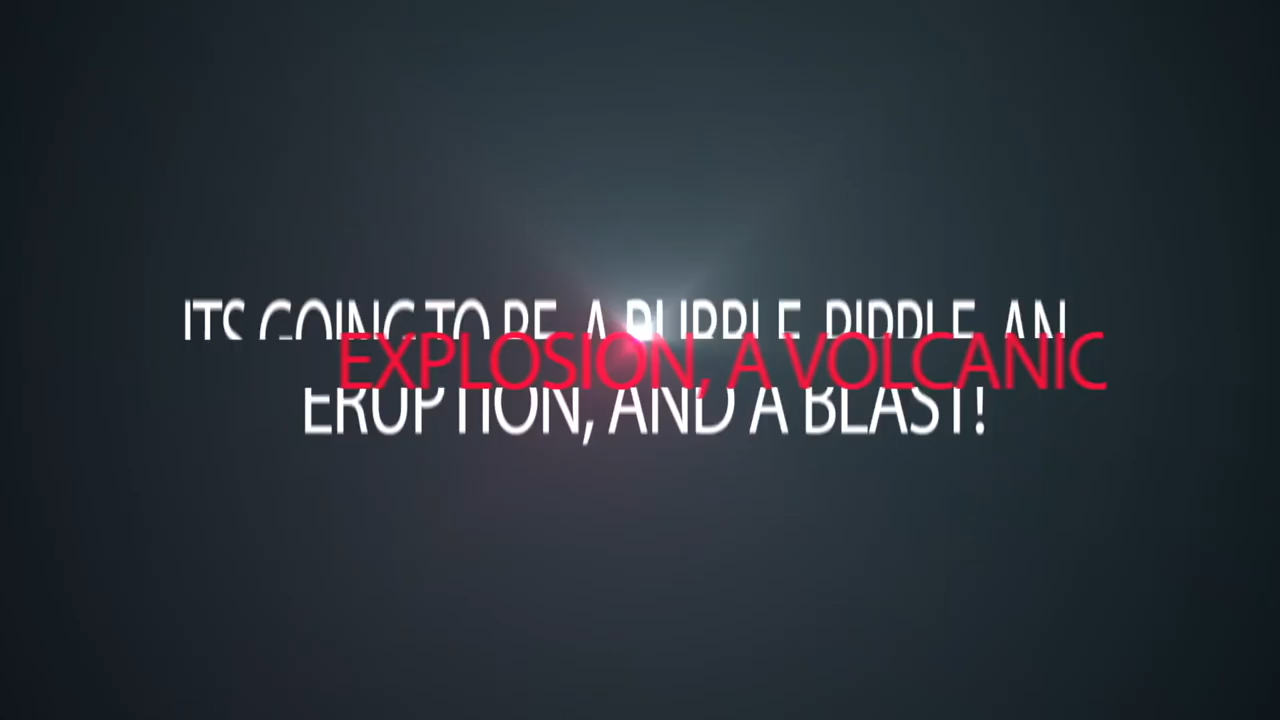 ITS GOING TO BE A BUBBLE, RIPPLE, AN
EXPLOSION, A VOLCANIC
ERUPTION, AND A BLAST!